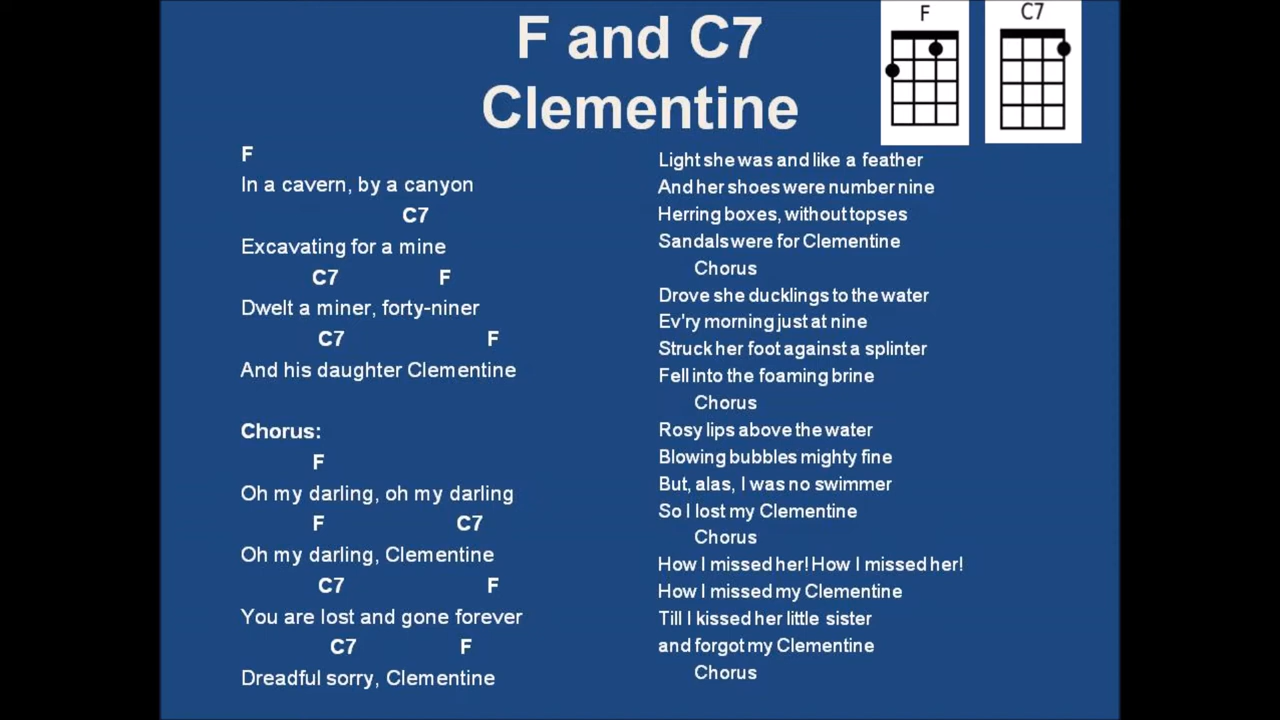 F and C7
Clementine
F
C7
F
In a cavern, by a canyon
C7
Excavating for a mine
C7 F
Dwelt a miner, forty-niner
C7 F
And his daughter Clementine
Chorus:
F
Oh my darling, oh my darling
F C7
Oh my darling, Clementine
C7 F
You are lost and gone forever
C7 F
Dreadful sorry, Clementine
Light she was and like a feather
And her shoes were number nine
Herring boxes, without topses
Sandals were for Clementine
Chorus
Drove she ducklings to the water
Ev'ry morning just at nine
Struck her foot against a splinter
Fell into the foaming brine
Chorus
Rosy lips above the water
Blowing bubbles mighty fine
But, alas, I was no swimmer
So I lost my Clementine
Chorus
How I missed her! How I missed her!
How I missed my Clementine
Till I kissed her little sister
and forgot my Clementine
Chorus